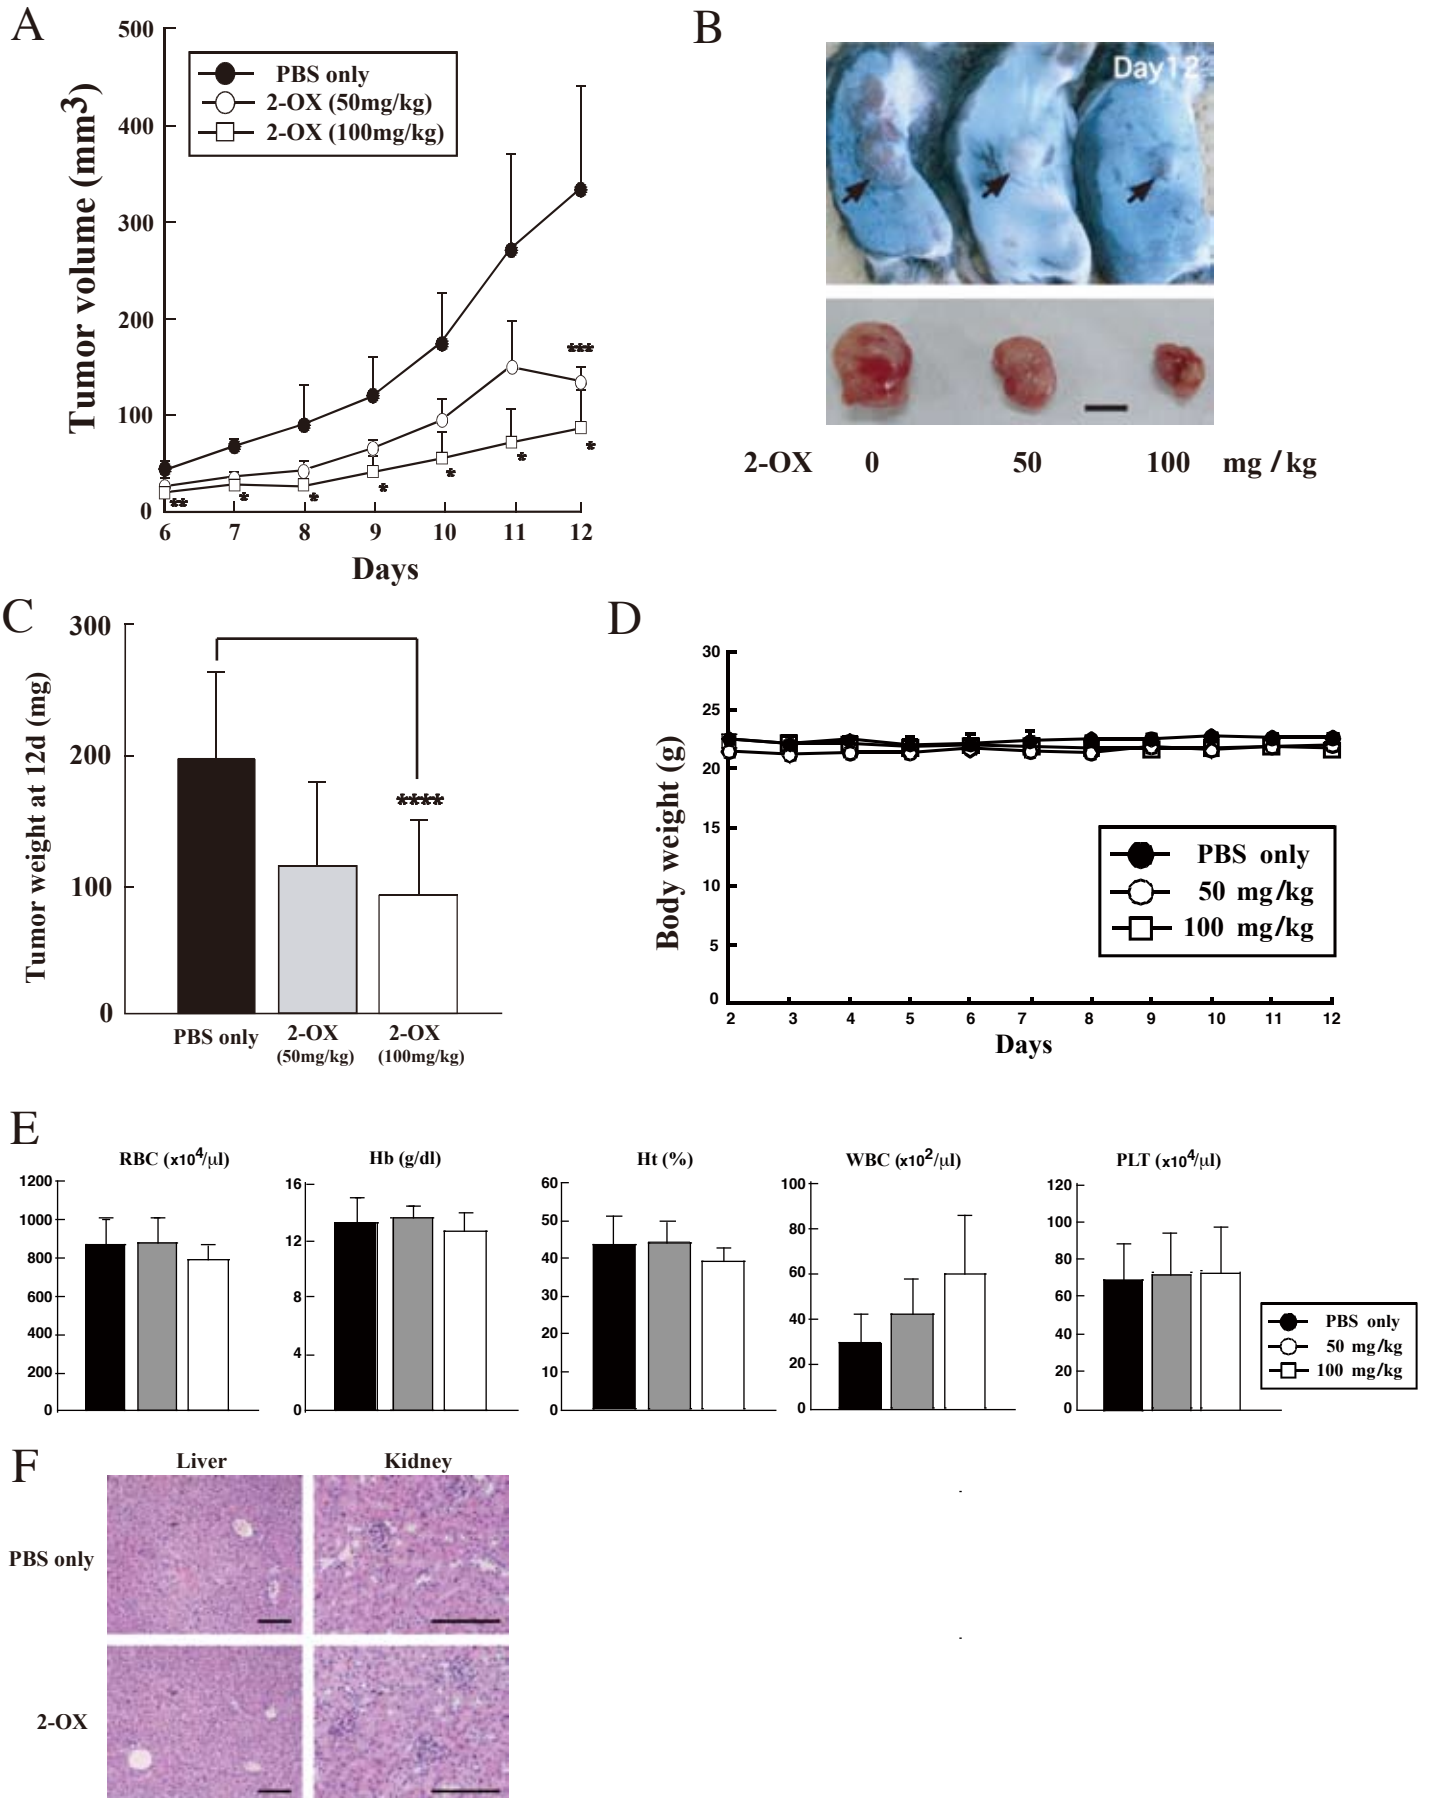 A
500
400
300
200
100
0
Tumor volume (mm3)
PBS only
2-OX (50mg/kg)
2-OX (100mg/kg)
***
**
*
*
*
*
*
*
6 7 8 9 10 11 12
Days
B
Day12
2-OX 0 50 100 mg / kg
C
300
200
100
0
Tumor weight at 12d (mg)
****
PBS only
2-OX
(50mg/kg)
2-OX
(100mg/kg)
D
30
25
20
15
10
5
0
Body weight (g)
PBS only
50 mg/kg
100 mg/kg
2 3 4 5 6 7 8 9 10 11 12
Days
E
RBC (x104/μl)
1200
1000
800
600
400
200
0
Hb (g/dl)
16
12
8
4
0
Ht (%)
60
50
40
30
20
10
0
WBC (x102/μl)
100
80
60
40
20
0
PLT (x104/μl)
120
100
80
60
40
20
0
PBS only
50 mg/kg
100 mg/kg
F
Liver Kidney
PBS only
2-OX